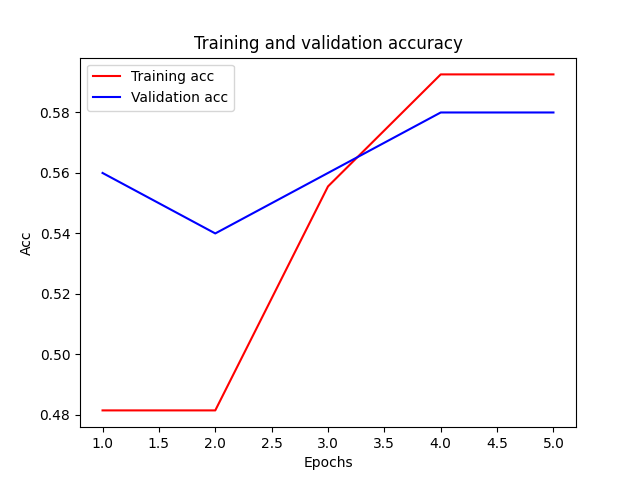 Training and validation accuracy
Training acc
Validation acc
0.58
0.56
0.54
0.52
0.50
0.48
Acc
1.0 1.5 2.0 2.5 3.0 3.5 4.0 4.5 5.0
Epochs